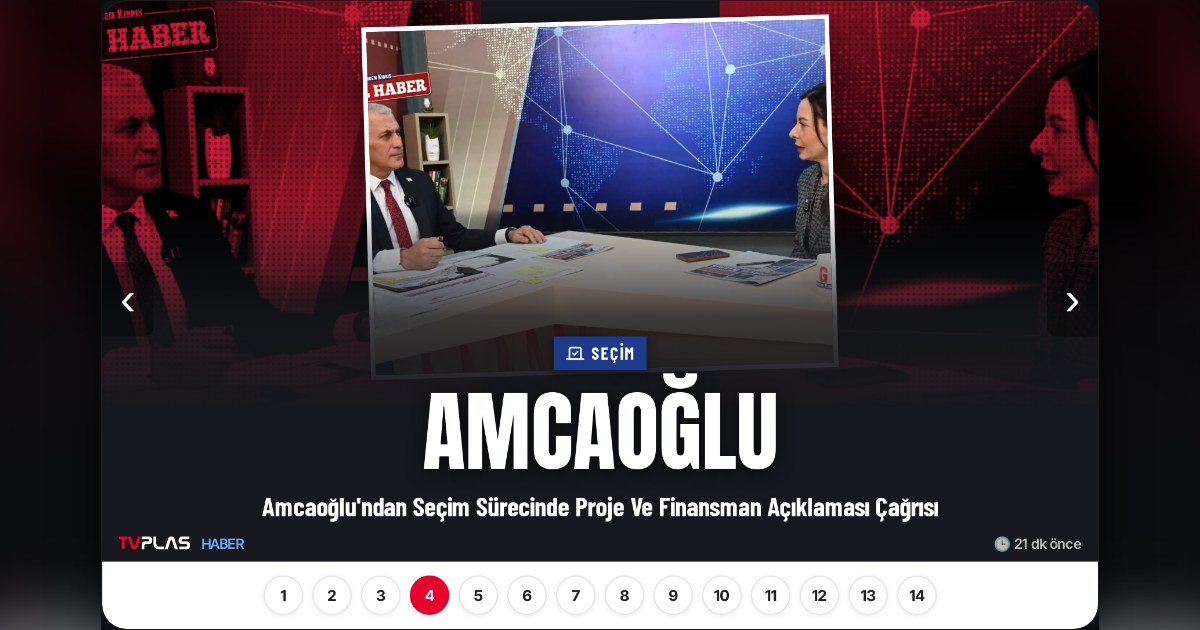 HABER
HABER
SEÇİM
AMCAOĞLU
Amcaoğlu'ndan Seçim Sürecinde Proje Ve Finansman Açıklaması Çağrısı
TVPLAS HABER
21 dk önce
1 2 3 4 5 6 7 8 9 10 11 12 13 14